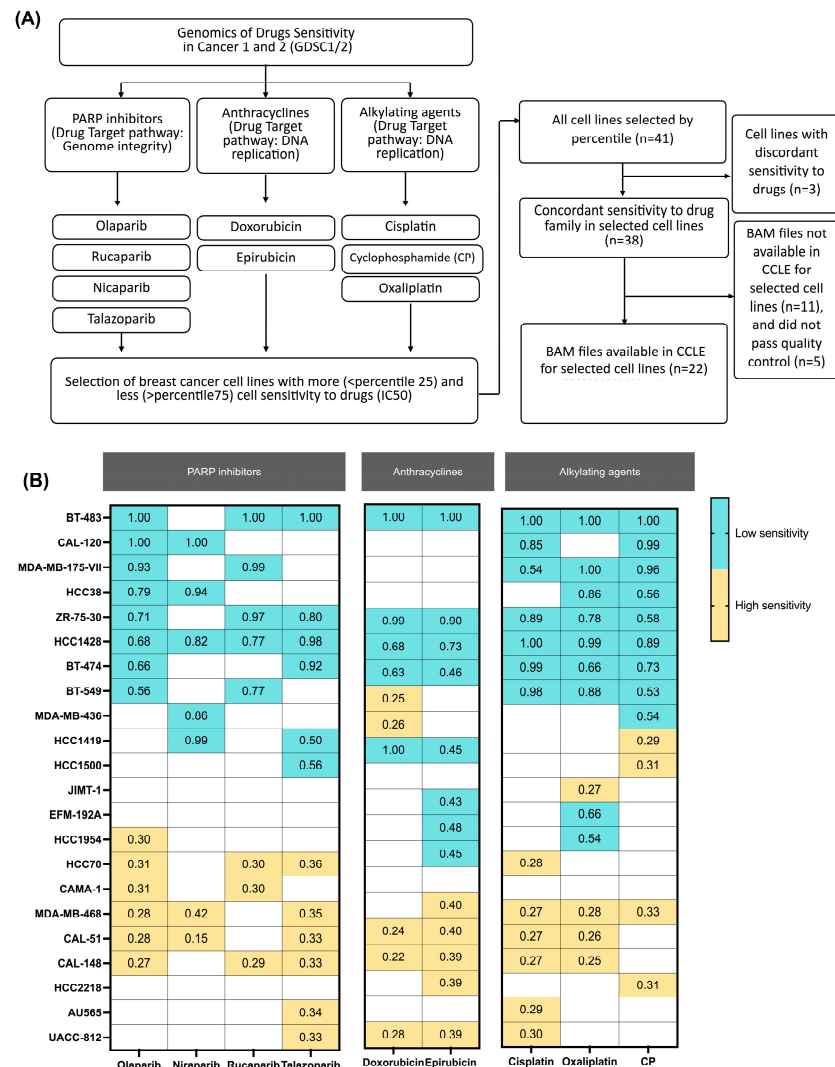 (A)
Genomics of Drugs Sensitivity
in Cancer 1 and 2 (GDSC1/2)
PARP inhibitors
(Drug Target pathway:
Genome integrity)
Anthracyclines
(Drug Target
pathway: DNA
replication)
Alkylating agents
(Drug Target
pathway: DNA
replication)
Olaparib
Rucaparib
Nicaparib
Talazoparib
Doxorubicin
Epirubicin
Cisplatin
Cyclophosphamide (CP)
Oxaliplatin
Selection of breast cancer cell lines with more (<percentile 25) and
less (>percentile75) cell sensitivity to drugs (IC50)
All cell lines selected by
percentile (n=41)
Cell lines with
discordant
sensitivity to
drugs (n=3)
Concordant sensitivity to drug
family in selected cell lines
(n=38)
BAM files not
available in
CCLE for
selected cell
lines (n=11),
and did not
pass quality
control (n=5)
BAM files available in CCLE
for selected cell lines (n=22)
(B)
PARP inhibitors Anthracyclines Alkylating agents
BT-483 1.00 1.00 1.00 1.00 1.00 1.00 1.00 1.00
CAL-120 1.00 1.00 0.85 0.99
MDA-MB-175-VII 0.93 0.99 0.54 1.00 0.96
HCC38 0.79 0.94 0.86 0.56
ZR-75-30 0.71 0.97 0.80 0.99 0.90 0.89 0.78 0.58
HCC1428 0.68 0.82 0.77 0.98 0.68 0.73 1.00 0.99 0.89
BT-474 0.66 0.92 0.63 0.46 0.99 0.66 0.73
BT-549 0.56 0.77 0.25 0.98 0.88 0.53
MDA-MB-436 0.86 0.26 0.54
HCC1419 0.99 0.50 1.00 0.45 0.29
HCC1500 0.56 0.31
JIMT-1 0.27
EFM-192A 0.43 0.66
HCC1954 0.30 0.48 0.54
HCC70 0.31 0.30 0.36 0.45 0.28
CAMA-1 0.31 0.30
MDA-MB-468 0.28 0.42 0.35 0.40 0.27 0.28 0.33
CAL-51 0.28 0.15 0.33 0.24 0.40 0.27 0.26
CAL-148 0.27 0.29 0.33 0.22 0.39 0.27 0.25
HCC2218 0.39 0.31
AU565 0.34 0.29
UACC-812 0.33 0.28 0.39 0.30
Olaparib Niraparib Rucaparib Talazoparib Doxorubicin Epirubicin Cisplatin Oxaliplatin CP
Low sensitivity
High sensitivity